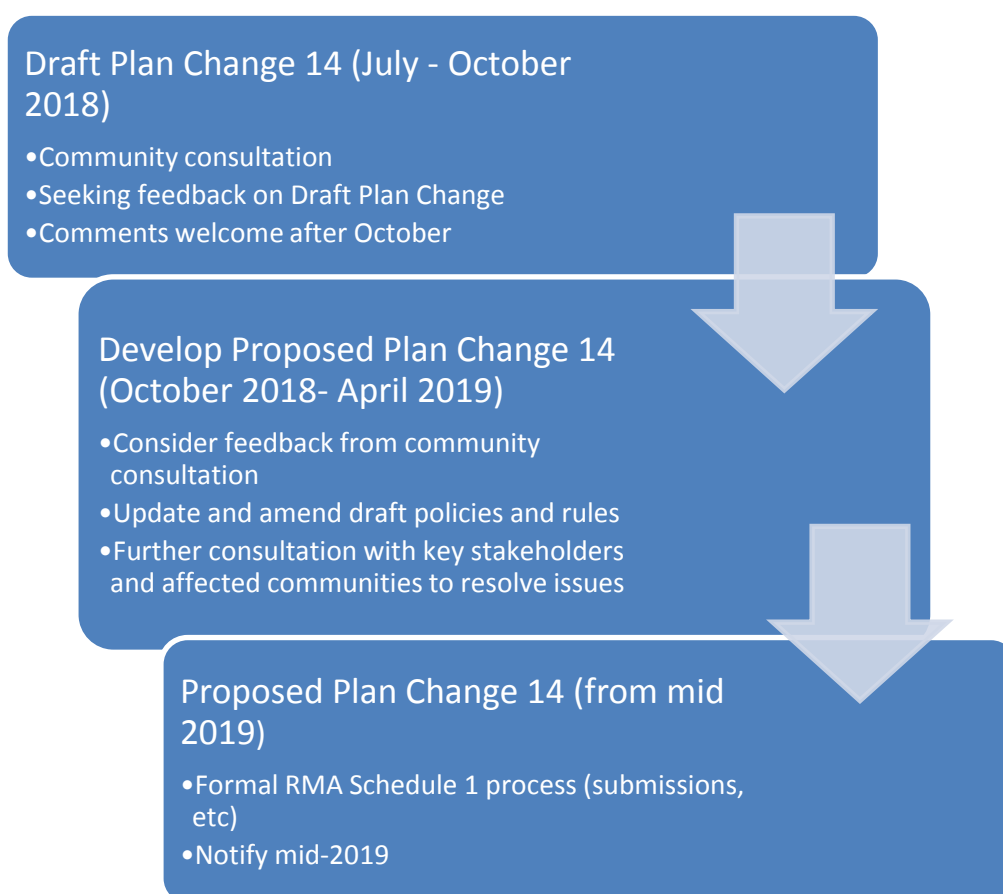 Draft Plan Change 14 (July - October
2018)
•Community consultation
•Seeking feedback on Draft Plan Change
•Comments welcome after October
Develop Proposed Plan Change 14
(October 2018- April 2019)
•Consider feedback from community
consultation
•Update and amend draft policies and rules
•Further consultation with key stakeholders
and affected communities to resolve issues
Proposed Plan Change 14 (from mid
2019)
•Formal RMA Schedule 1 process (submissions,
etc)
•Notify mid-2019